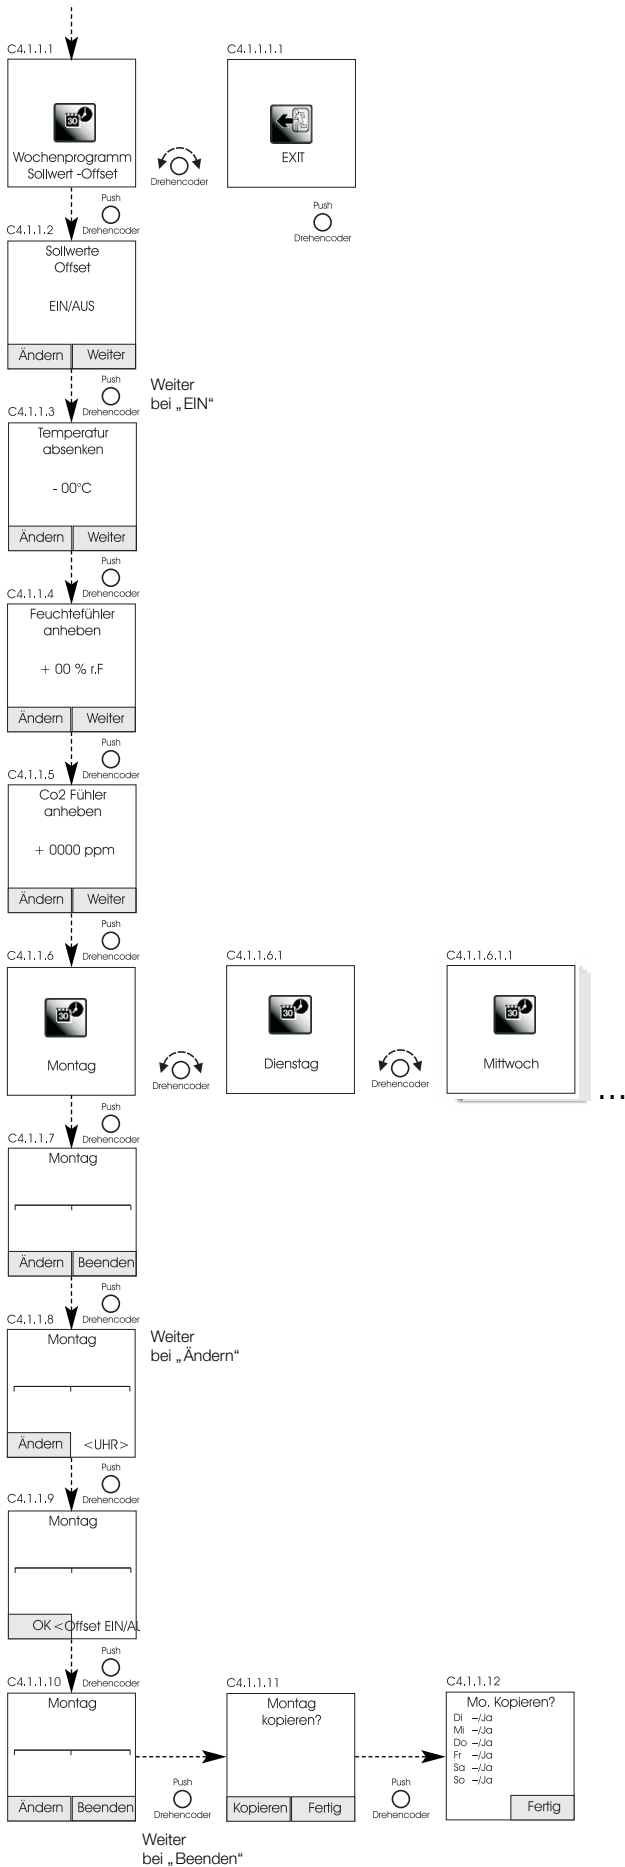 C4.1.1.1
C4.1.1.1.1
30
Wochenprogramm
Sollwert -Offset
Drehencoder
EXIT
Push
Drehencoder
Push
Drehencoder
C4.1.1.2
Sollwerte
Offset
EIN/AUS
Ändern
Weiter
Push
Drehencoder
Weiter
bei „EIN“
C4.1.1.3
Temperatur
absenken
- 00°C
Ändern
Weiter
Push
Drehencoder
C4.1.1.4
Feuchtefühler
anheben
+ 00 % r.F
Ändern
Weiter
Push
Drehencoder
C4.1.1.5
Co2 Fühler
anheben
+ 0000 ppm
Ändern
Weiter
Push
Drehencoder
C4.1.1.6
C4.1.1.6.1
C4.1.1.6.1.1
30
Montag
Drehencoder
30
Dienstag
Drehencoder
30
Mittwoch
...
Push
Drehencoder
C4.1.1.7
Montag
Ändern
Beenden
Push
Drehencoder
C4.1.1.8
Weiter
bei „Ändern“
Montag
Ändern
<UHR>
Push
Drehencoder
C4.1.1.9
Montag
OK <Offset EIN/AU
Push
Drehencoder
C4.1.1.10
C4.1.1.11
C4.1.1.12
Montag
Ändern
Beenden
Push
Drehencoder
Weiter
bei „Beenden“
Montag
kopieren?
Kopieren
Fertig
Push
Drehencoder
Mo. Kopieren?
Di –/Ja
Mi –/Ja
Do –/Ja
Fr –/Ja
Sa –/Ja
So –/Ja
Fertig